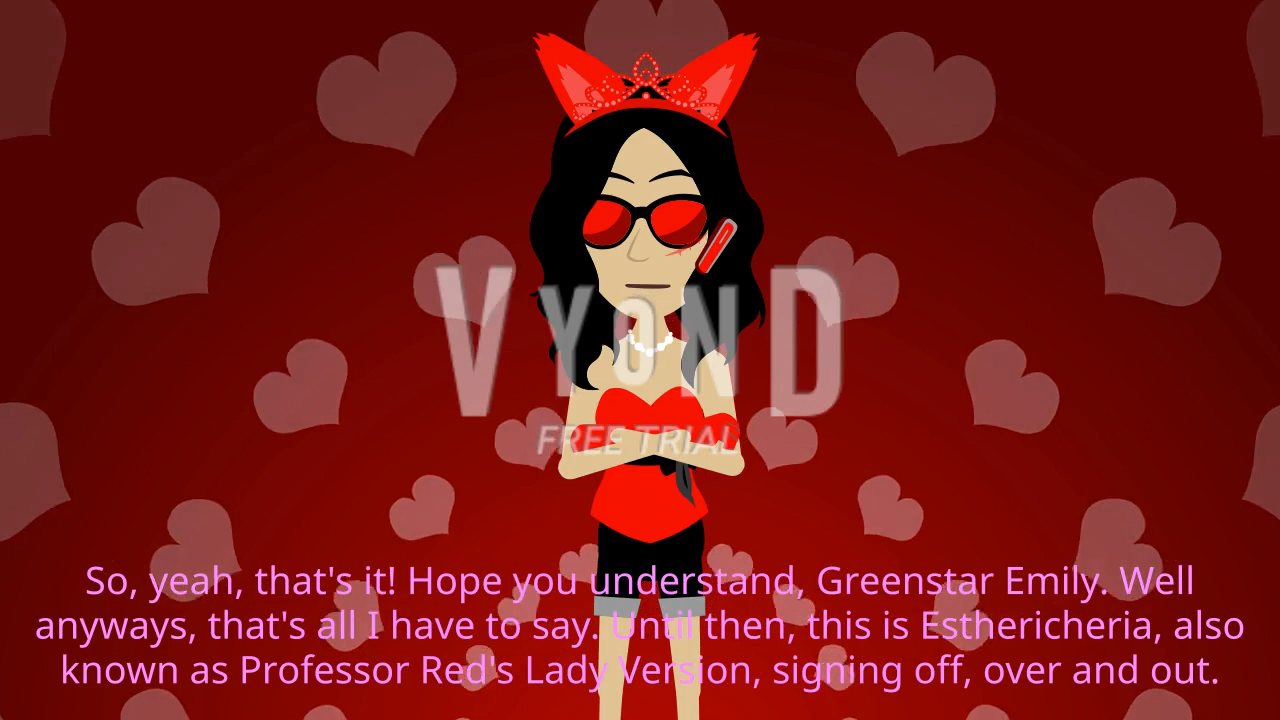 VYOND
FREE TRIAL
So, yeah, that's it! Hope you understand, Greenstar Emily. Well
anyways, that's all I have to say. Until then, this is Esthericheria, also
known as Professor Red's Lady Version, signing off, over and out.